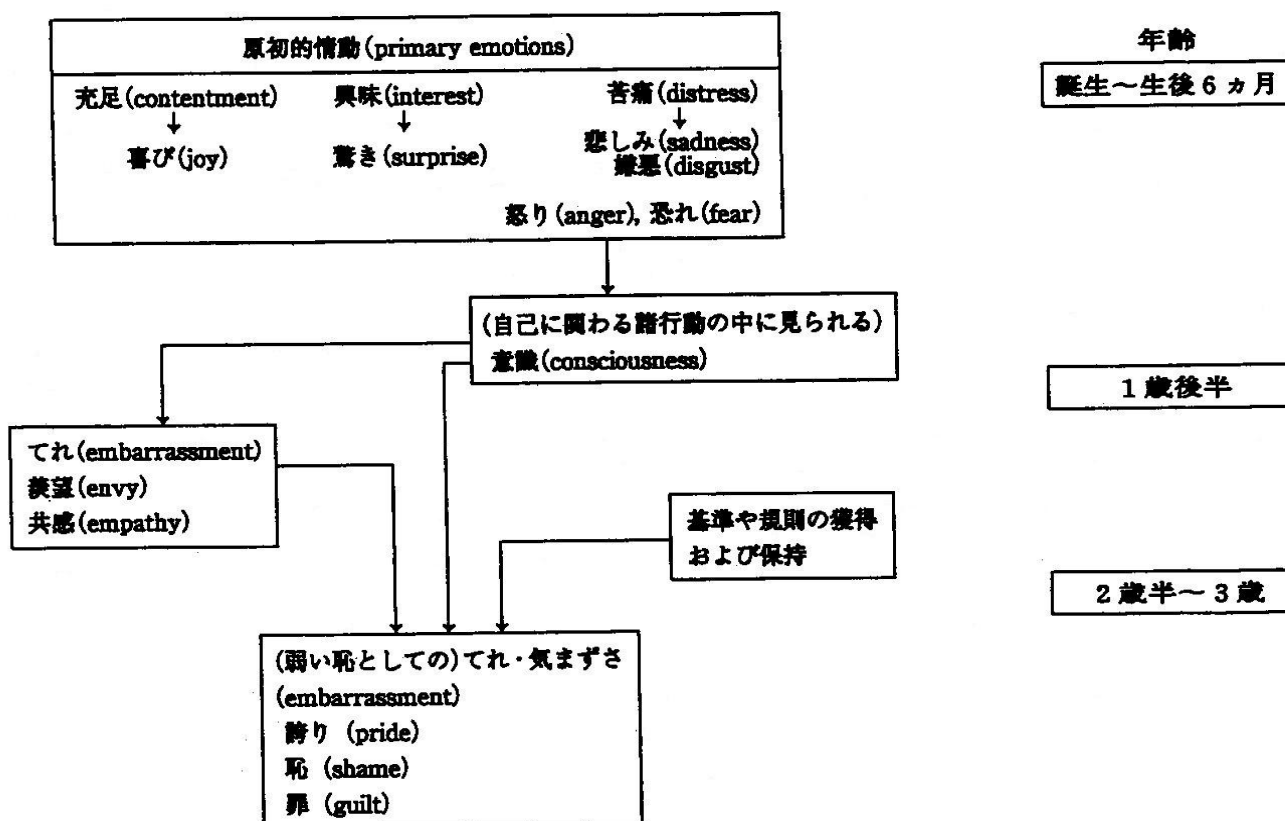 原初的情動(primary emotions)
年齢
誕生～生後6ヵ月
充足(contentment) 興味(interest) 苦痛(distress)
喜び(joy) 驚き(surprise) 悲しみ(sadness)
嫌悪(disgust)
怒り(anger), 恐れ(fear)
(自己に関わる諸行動の中に見られる)
意識(consciousness)
1歳後半
てれ(embarrassment)
羨望(envy)
共感(empathy)
基準や規則の獲得
および保持
2歳半～3歳
(弱い恥としての)てれ・気まずさ
(embarrassment)
誇り (pride)
恥 (shame)
罪 (guilt)